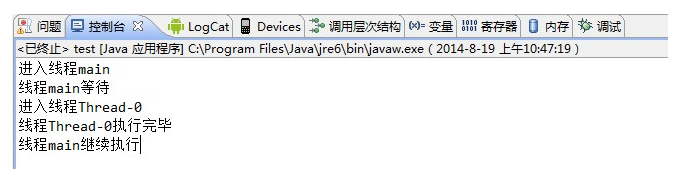 问题 控制台 LogCat Devices 调用层次结构 (x)= 变量 1010 0101 寄存器 内存 调试
<已终止> test [Java 应用程序] C:\Program Files\Java\jre6\bin\javaw.exe ( 2014-8-19 上午10:47:19 )
进入线程main
线程main等待
进入线程Thread-0
线程Thread-0执行完毕
线程main继续执行